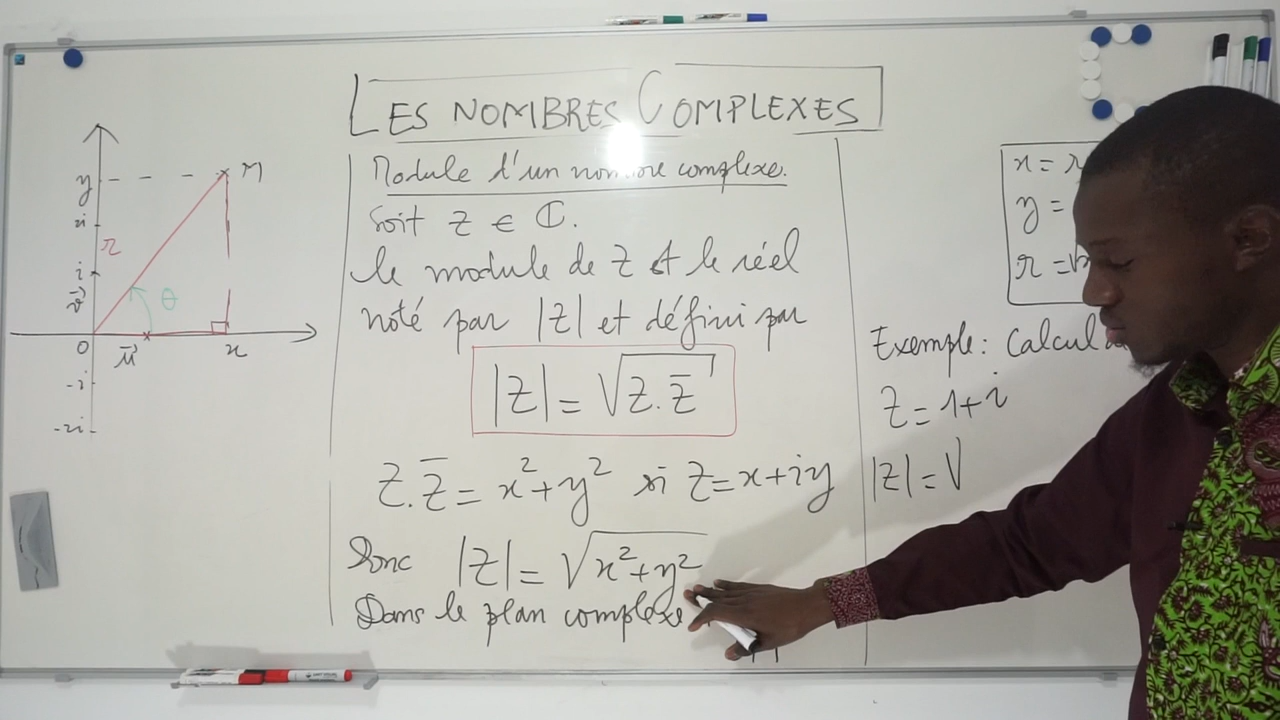 LES NOMBRES COMPLEXES
y
M
2i
r
i
v
θ
O
u
x
-i
-2i
Module d'un nombre complexe.
Soit z ∈ ℂ.
le module de z est le réel
noté par |z| et défini par
|z| = √z.z̄
z.z̄ = x²+y² si z=x+iy
Donc |z| = √x²+y²
Dans le plan complexe
x = r
y =
r =
Exemple: Calcul
z = 1+i
|z| = √